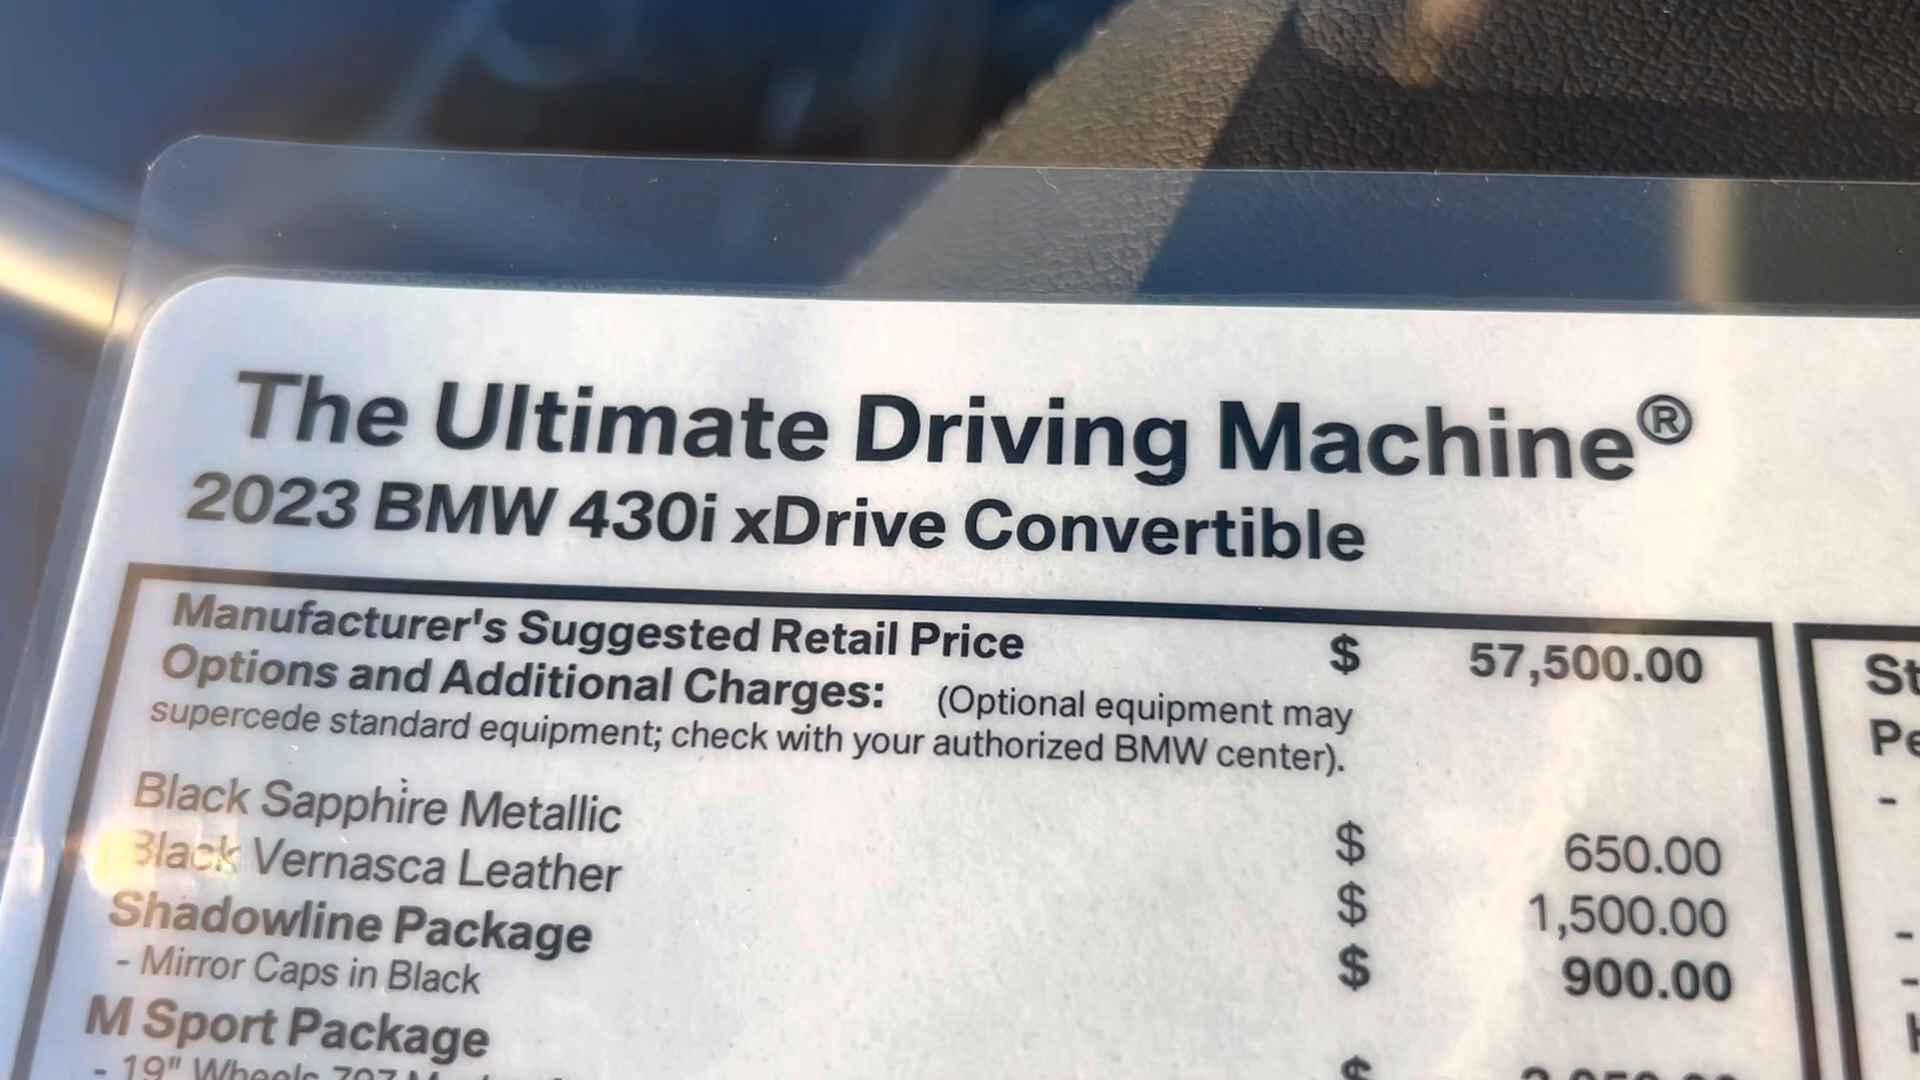 The Ultimate Driving Machine®
2023 BMW 430i xDrive Convertible
Manufacturer's Suggested Retail Price $ 57,500.00
Options and Additional Charges: (Optional equipment may
supercede standard equipment; check with your authorized BMW center).
Black Sapphire Metallic $ 650.00
Black Vernasca Leather $ 1,500.00
Shadowline Package $ 900.00
- Mirror Caps in Black
M Sport Package $
- 19" Wheels